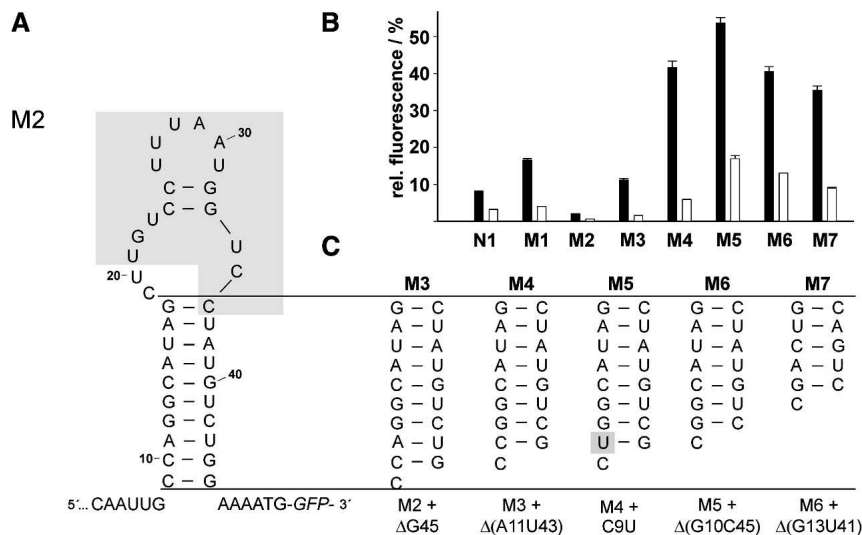 A
M2
U A
U A 30
U U
C – G
U C – G
G U
U
20 U C
C
G – C
A – U
U – A
A – U
C – G 40
G – U
G – C
A – U
10 C – G
C – G
5´...CAAUUG AAAATG-GFP- 3´
B
rel. fluorescence / %
50
40
30
20
10
N1 M1 M2 M3 M4 M5 M6 M7
C
M3
G – C
A – U
U – A
A – U
C – G
G – U
G – C
A – U
C – G
C
M2 +
ΔG45
M4
G – C
A – U
U – A
A – U
C – G
G – U
G – C
C – G
C
M3 +
Δ(A11U43)
M5
G – C
A – U
U – A
A – U
C – G
G – U
G – C
U – G
C
M4 +
C9U
M6
G – C
A – U
U – A
A – U
C – G
G – U
G – C
C
M5 +
Δ(G10C45)
M7
G – C
U – A
C – G
A – U
G – C
C
M6 +
Δ(G13U41)